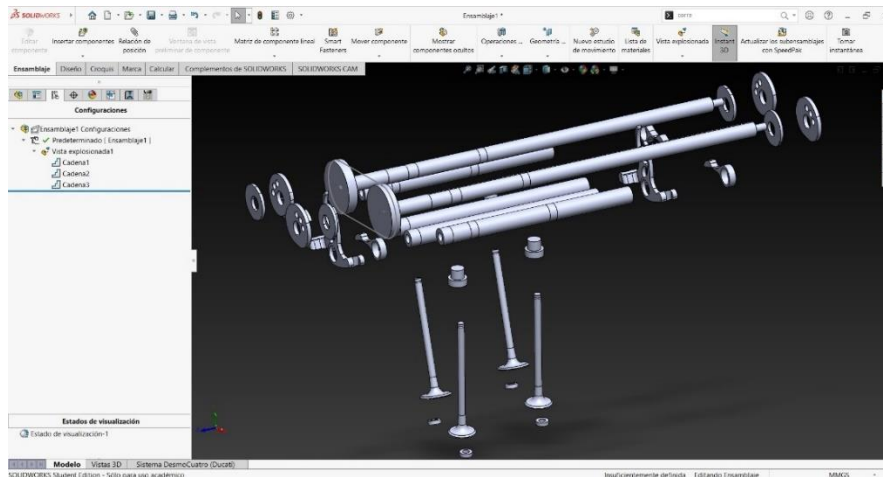 SOLIDWORKS
Ensamblaje1 *
Editar componente
Insertar componentes
Relación de posición
Ventana de vista preliminar de componente
Matriz de componente lineal
Smart Fasteners
Mover componente
Mostrar componentes ocultos
Operaciones ...
Geometría ...
Nuevo estudio de movimiento
Lista de materiales
Vista explosionada
Instant 3D
Actualizar los subensamblajes con SpeedPak
Tomar instantánea
Ensamblaje Diseño Croquis Marca Calcular Complementos de SOLIDWORKS SOLIDWORKS CAM
Configuraciones
Ensamblaje1 Configuraciones
Predeterminado [ Ensamblaje1 ]
Vista explosionada1
Cadena1
Cadena2
Cadena3
Estados de visualización
Estado de visualización-1
Modelo Vistas 3D Sistema DesmoCuatro (Ducati)
SOLIDWORKS Student Edition - Sólo para uso académico
Insuficientemente definida Editando Ensamblaje MMGS